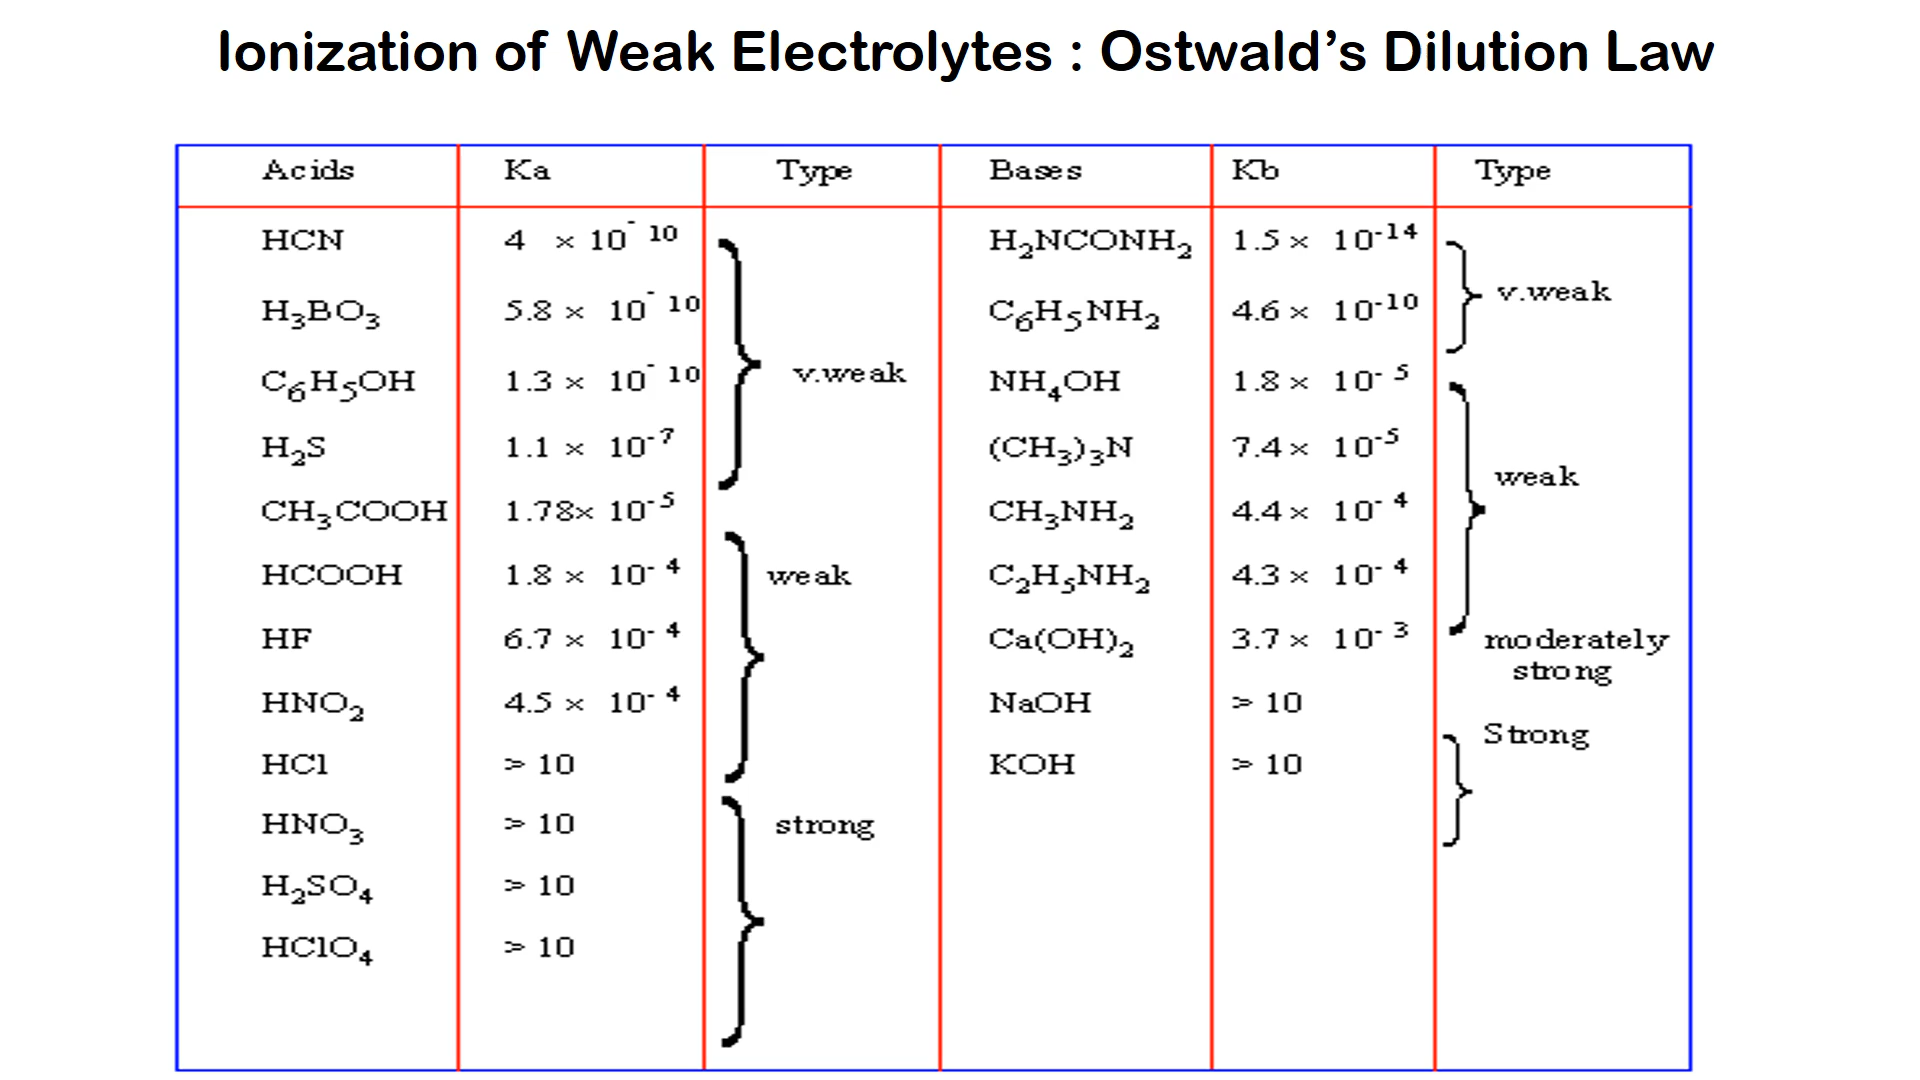 Ionization of Weak Electrolytes : Ostwald’s Dilution Law
Acids Ka Type Bases Kb Type
HCN 4 × 10⁻¹⁰ H₂NCONH₂ 1.5 × 10⁻¹⁴
v.weak
H₃BO₃ 5.8 × 10⁻¹⁰ C₆H₅NH₂ 4.6 × 10⁻¹⁰
C₆H₅OH 1.3 × 10⁻¹⁰ v.weak NH₄OH 1.8 × 10⁻⁵
H₂S 1.1 × 10⁻⁷ (CH₃)₃N 7.4 × 10⁻⁵
weak
CH₃COOH 1.78× 10⁻⁵ CH₃NH₂ 4.4 × 10⁻⁴
HCOOH 1.8 × 10⁻⁴ weak C₂H₅NH₂ 4.3 × 10⁻⁴
HF 6.7 × 10⁻⁴ Ca(OH)₂ 3.7 × 10⁻³ moderately
strong
HNO₂ 4.5 × 10⁻⁴ NaOH > 10
Strong
HCl > 10 KOH > 10
HNO₃ > 10 strong
H₂SO₄ > 10
HClO₄ > 10